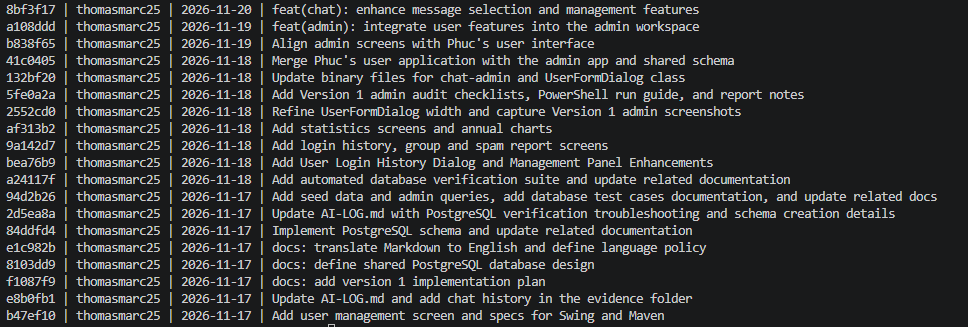 8bf3f17 | thomasmarc25 | 2026-11-20 | feat(chat): enhance message selection and management features
a108ddd | thomasmarc25 | 2026-11-19 | feat(admin): integrate user features into the admin workspace
b838f65 | thomasmarc25 | 2026-11-19 | Align admin screens with Phuc's user interface
41c0405 | thomasmarc25 | 2026-11-18 | Merge Phuc's user application with the admin app and shared schema
132bf20 | thomasmarc25 | 2026-11-18 | Update binary files for chat-admin and UserFormDialog class
5fe0a2a | thomasmarc25 | 2026-11-18 | Add Version 1 admin audit checklists, PowerShell run guide, and report notes
2552cd0 | thomasmarc25 | 2026-11-18 | Refine UserFormDialog width and capture Version 1 admin screenshots
af313b2 | thomasmarc25 | 2026-11-18 | Add statistics screens and annual charts
9a142d7 | thomasmarc25 | 2026-11-18 | Add login history, group and spam report screens
bea76b9 | thomasmarc25 | 2026-11-18 | Add User Login History Dialog and Management Panel Enhancements
a24117f | thomasmarc25 | 2026-11-18 | Add automated database verification suite and update related documentation
94d2b26 | thomasmarc25 | 2026-11-17 | Add seed data and admin queries, add database test cases documentation, and update related docs
2d5ea8a | thomasmarc25 | 2026-11-17 | Update AI-LOG.md with PostgreSQL verification troubleshooting and schema creation details
84ddfd4 | thomasmarc25 | 2026-11-17 | Implement PostgreSQL schema and update related documentation
e1c982b | thomasmarc25 | 2026-11-17 | docs: translate Markdown to English and define language policy
8103dd9 | thomasmarc25 | 2026-11-17 | docs: define shared PostgreSQL database design
f1087f9 | thomasmarc25 | 2026-11-17 | docs: add version 1 implementation plan
e8b0fb1 | thomasmarc25 | 2026-11-17 | Update AI-LOG.md and add chat history in the evidence folder
b47ef10 | thomasmarc25 | 2026-11-17 | Add user management screen and specs for Swing and Maven